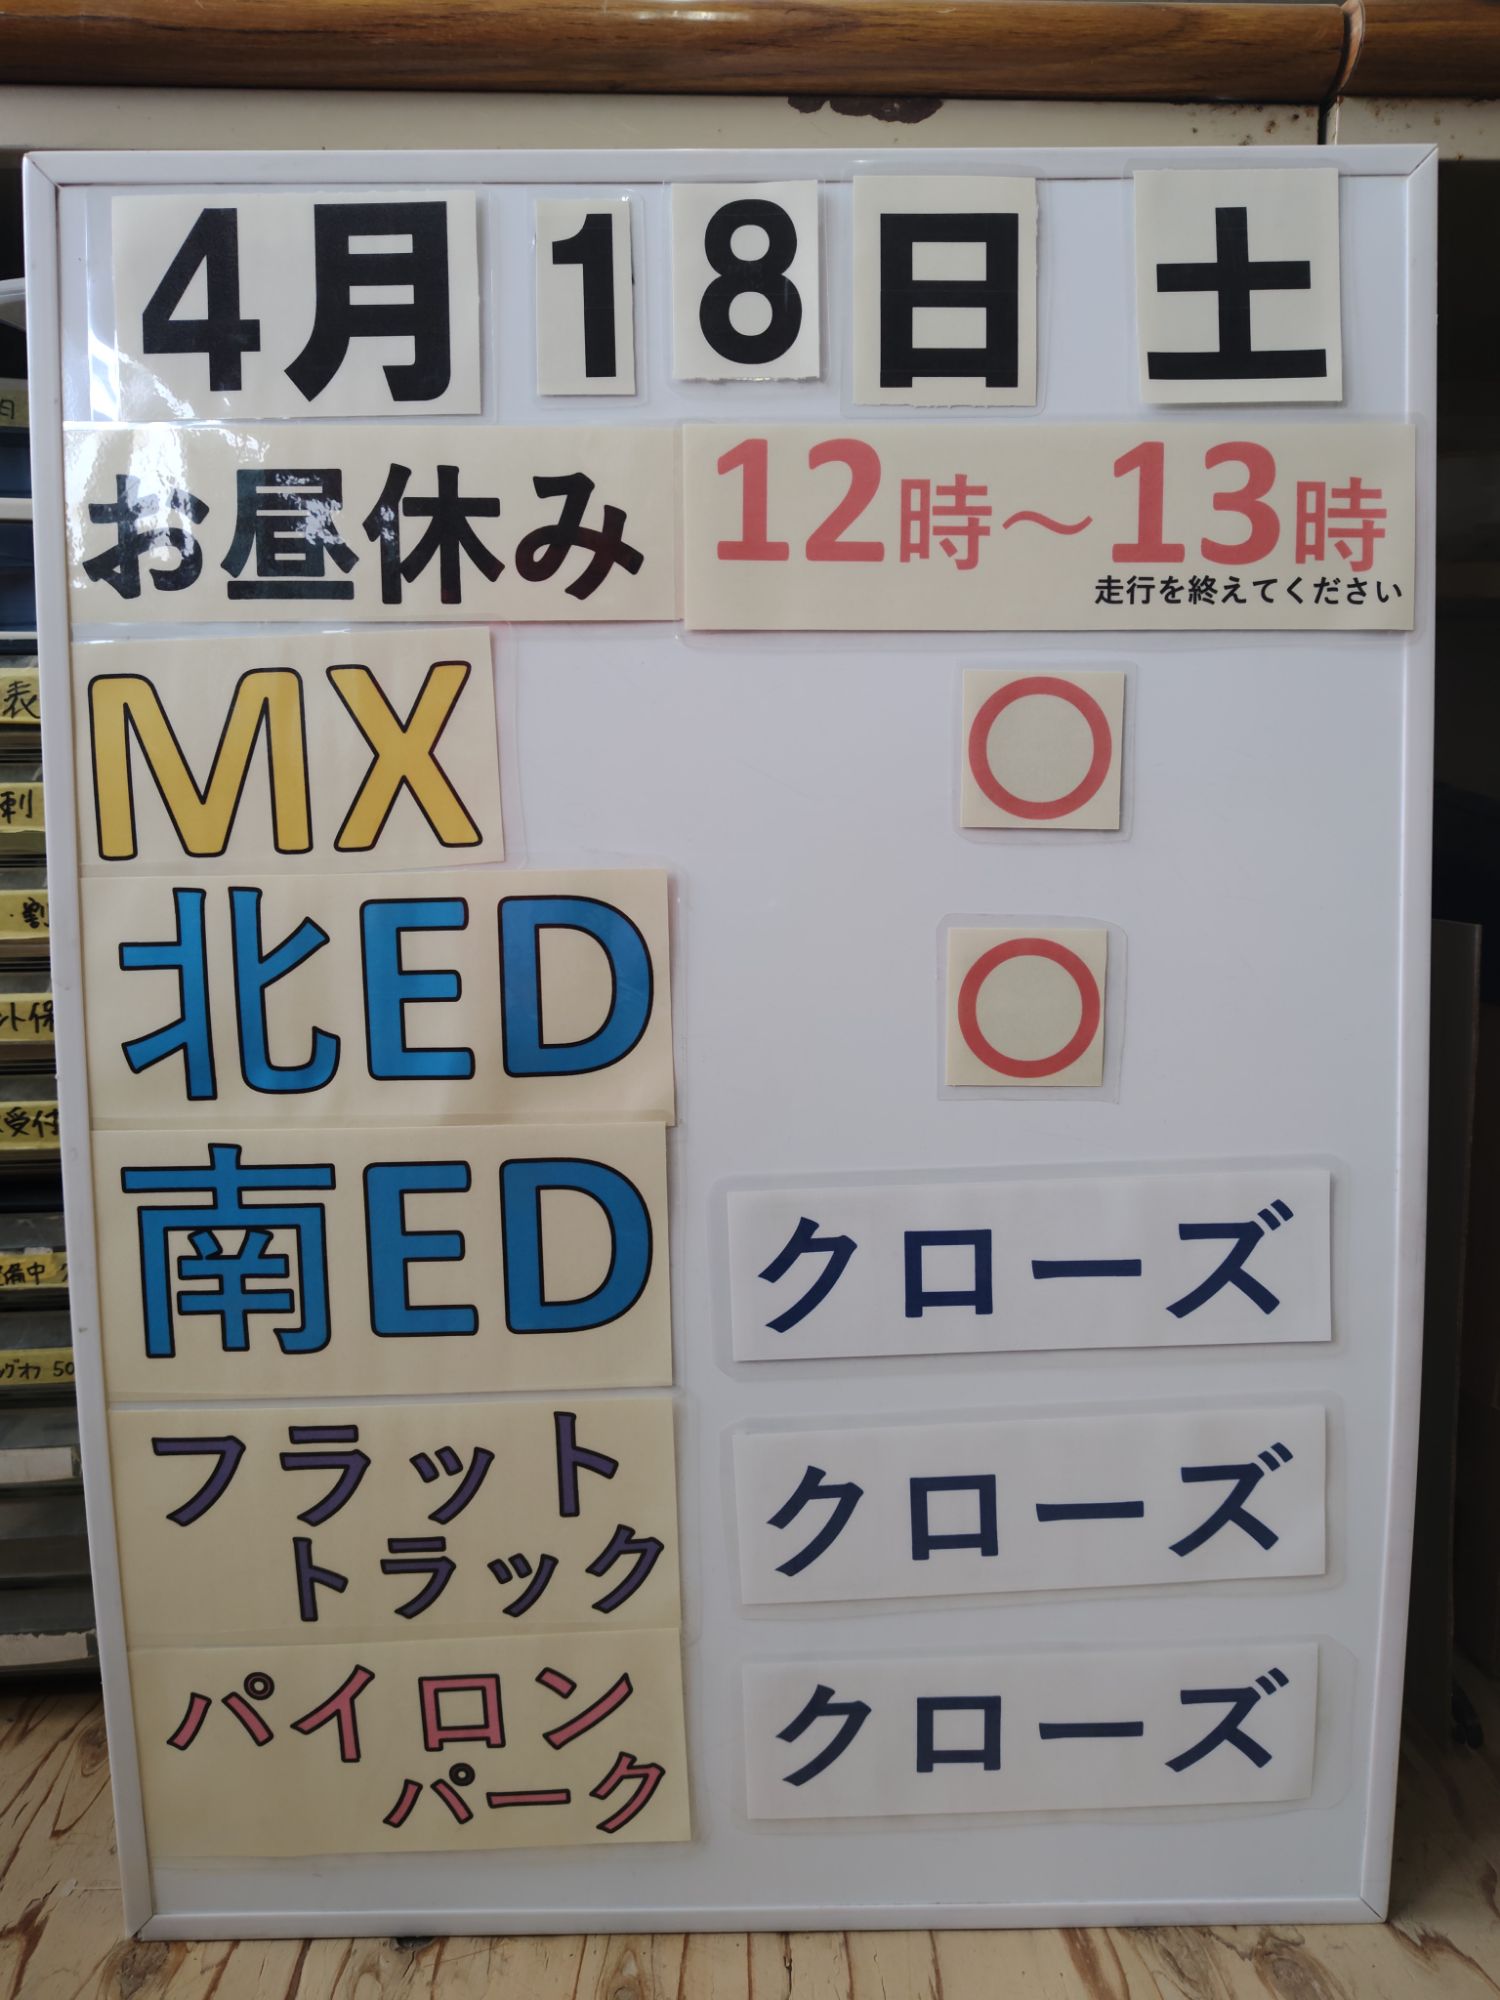 4月 18日 土
お昼休み 12時～13時
走行を終えてください
MX ○
北ED ○
南ED クローズ
フラット
トラック クローズ
パイロン
パーク クローズ
表
受付